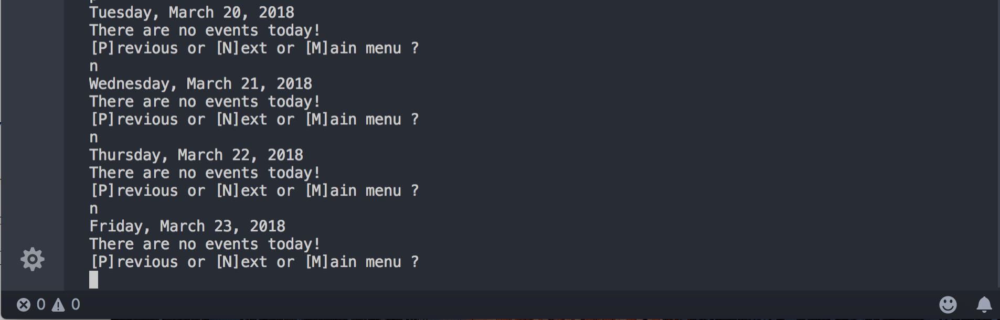 Tuesday, March 20, 2018
There are no events today!
[P]revious or [N]ext or [M]ain menu ?
n
Wednesday, March 21, 2018
There are no events today!
[P]revious or [N]ext or [M]ain menu ?
n
Thursday, March 22, 2018
There are no events today!
[P]revious or [N]ext or [M]ain menu ?
n
Friday, March 23, 2018
There are no events today!
[P]revious or [N]ext or [M]ain menu ?
0 0